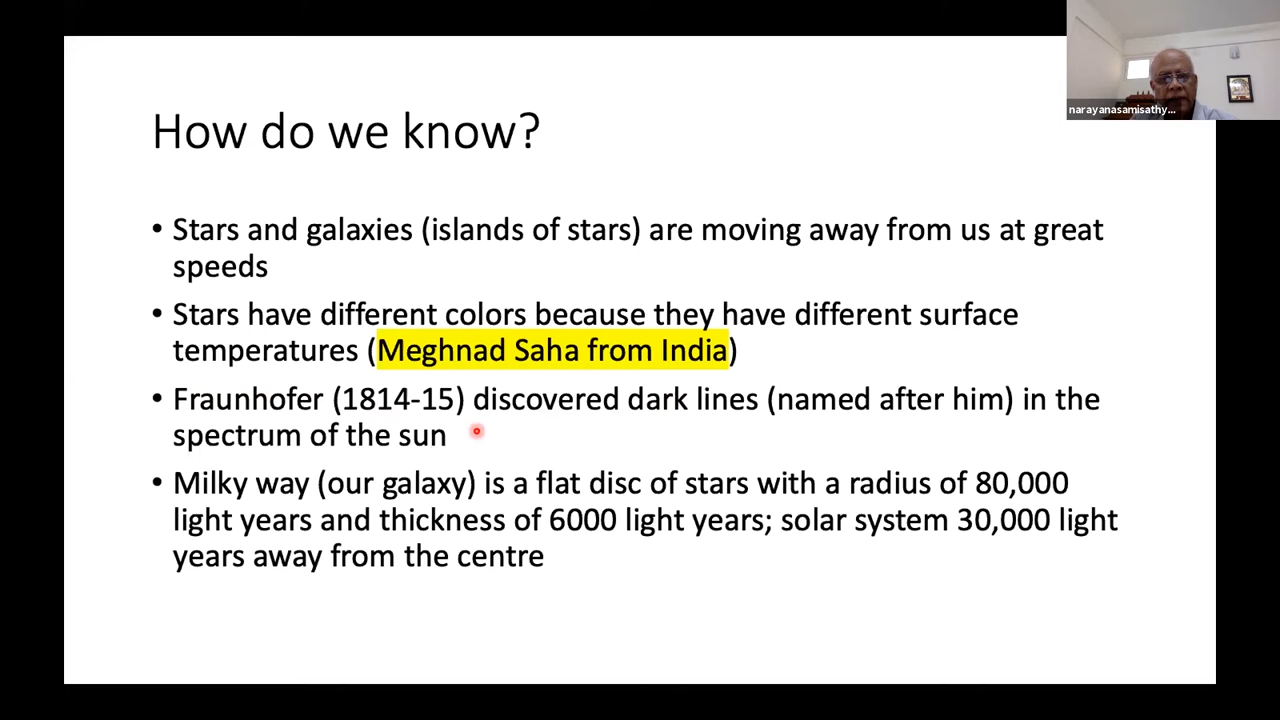 narayanasamisathy...
How do we know?
• Stars and galaxies (islands of stars) are moving away from us at great
speeds
• Stars have different colors because they have different surface
temperatures (Meghnad Saha from India)
• Fraunhofer (1814-15) discovered dark lines (named after him) in the
spectrum of the sun
• Milky way (our galaxy) is a flat disc of stars with a radius of 80,000
light years and thickness of 6000 light years; solar system 30,000 light
years away from the centre